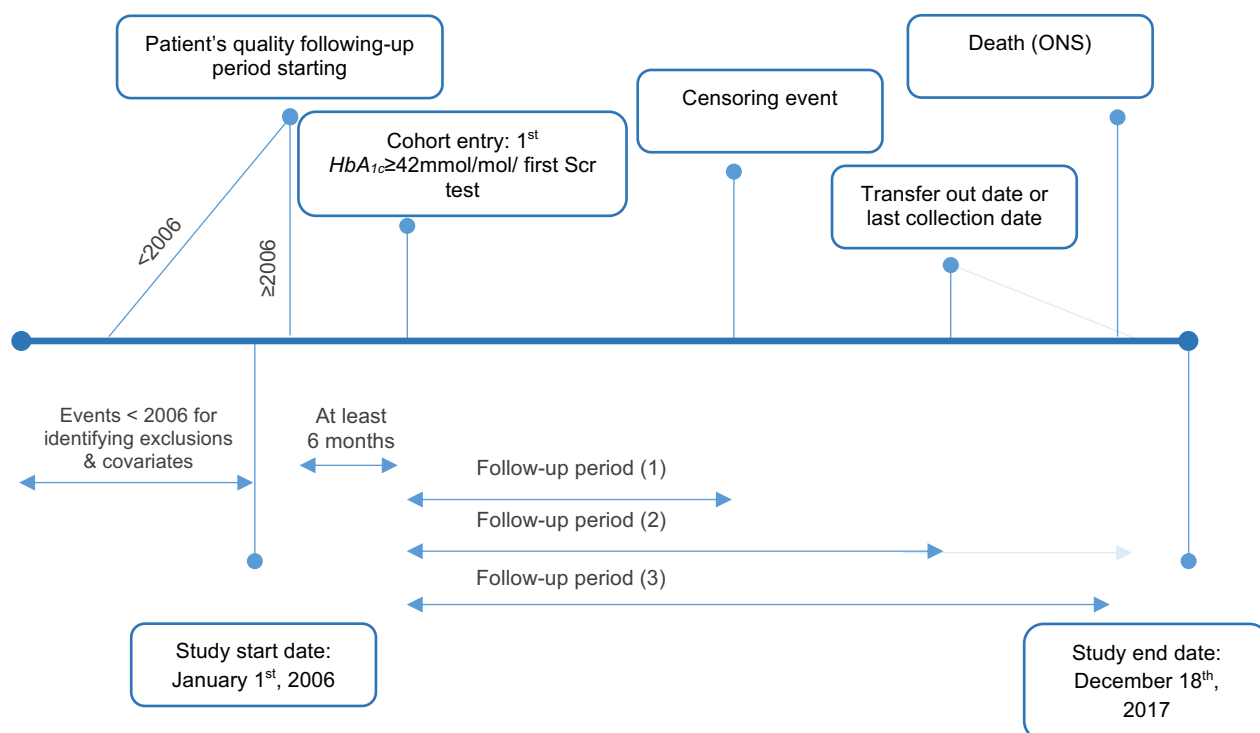 Patient’s quality following-up
period starting
Death (ONS)
Censoring event
Cohort entry: 1st
HbA1c≥42mmol/mol/ first Scr
test
Transfer out date or
last collection date
<2006
≥2006
Events < 2006 for
identifying exclusions
& covariates
At least
6 months
Follow-up period (1)
Follow-up period (2)
Follow-up period (3)
Study start date:
January 1st, 2006
Study end date:
December 18th,
2017